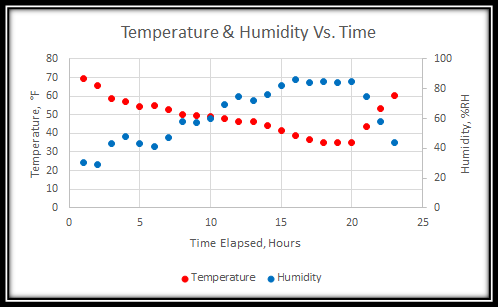 Temperature & Humidity Vs. Time
80
70
60
50
40
30
20
10
0
100
80
60
40
20
0
Temperature, °F
Humidity, %RH
0 5 10 15 20 25
Time Elapsed, Hours
Temperature Humidity